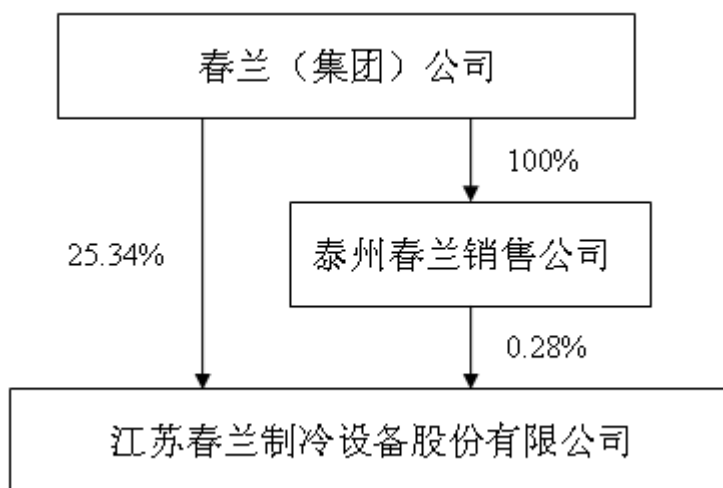 春兰（集团）公司
100%
25.34%
泰州春兰销售公司
0.28%
江苏春兰制冷设备股份有限公司